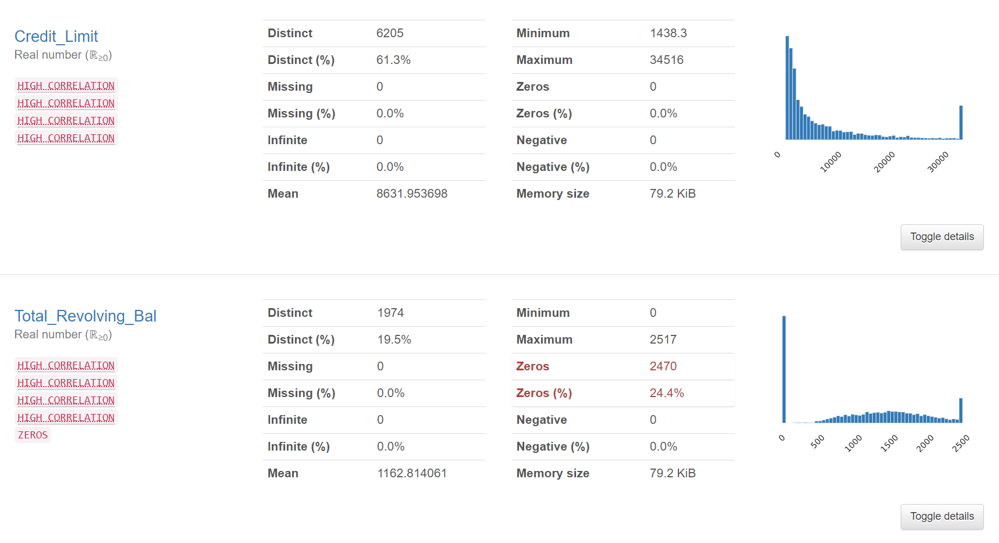 Credit_Limit
Real number (ℝ≥0)
HIGH CORRELATION
HIGH CORRELATION
HIGH CORRELATION
HIGH CORRELATION
Distinct 6205
Distinct (%) 61.3%
Missing 0
Missing (%) 0.0%
Infinite 0
Infinite (%) 0.0%
Mean 8631.953698
Minimum 1438.3
Maximum 34516
Zeros 0
Zeros (%) 0.0%
Negative 0
Negative (%) 0.0%
Memory size 79.2 KiB
0 10000 20000 30000
Toggle details
Total_Revolving_Bal
Real number (ℝ≥0)
HIGH CORRELATION
HIGH CORRELATION
HIGH CORRELATION
HIGH CORRELATION
ZEROS
Distinct 1974
Distinct (%) 19.5%
Missing 0
Missing (%) 0.0%
Infinite 0
Infinite (%) 0.0%
Mean 1162.814061
Minimum 0
Maximum 2517
Zeros 2470
Zeros (%) 24.4%
Negative 0
Negative (%) 0.0%
Memory size 79.2 KiB
0 500 1000 1500 2000 2500
Toggle details